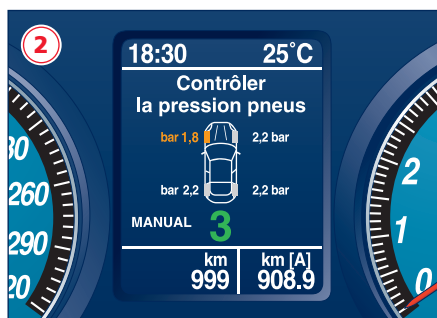 2
18:30 25°C
Contrôler
la pression pneus
bar 1,8 2,2 bar
bar 2,2 2,2 bar
MANUAL 3
km km [A]
999 908.9
30
260
290
20
2
1
0